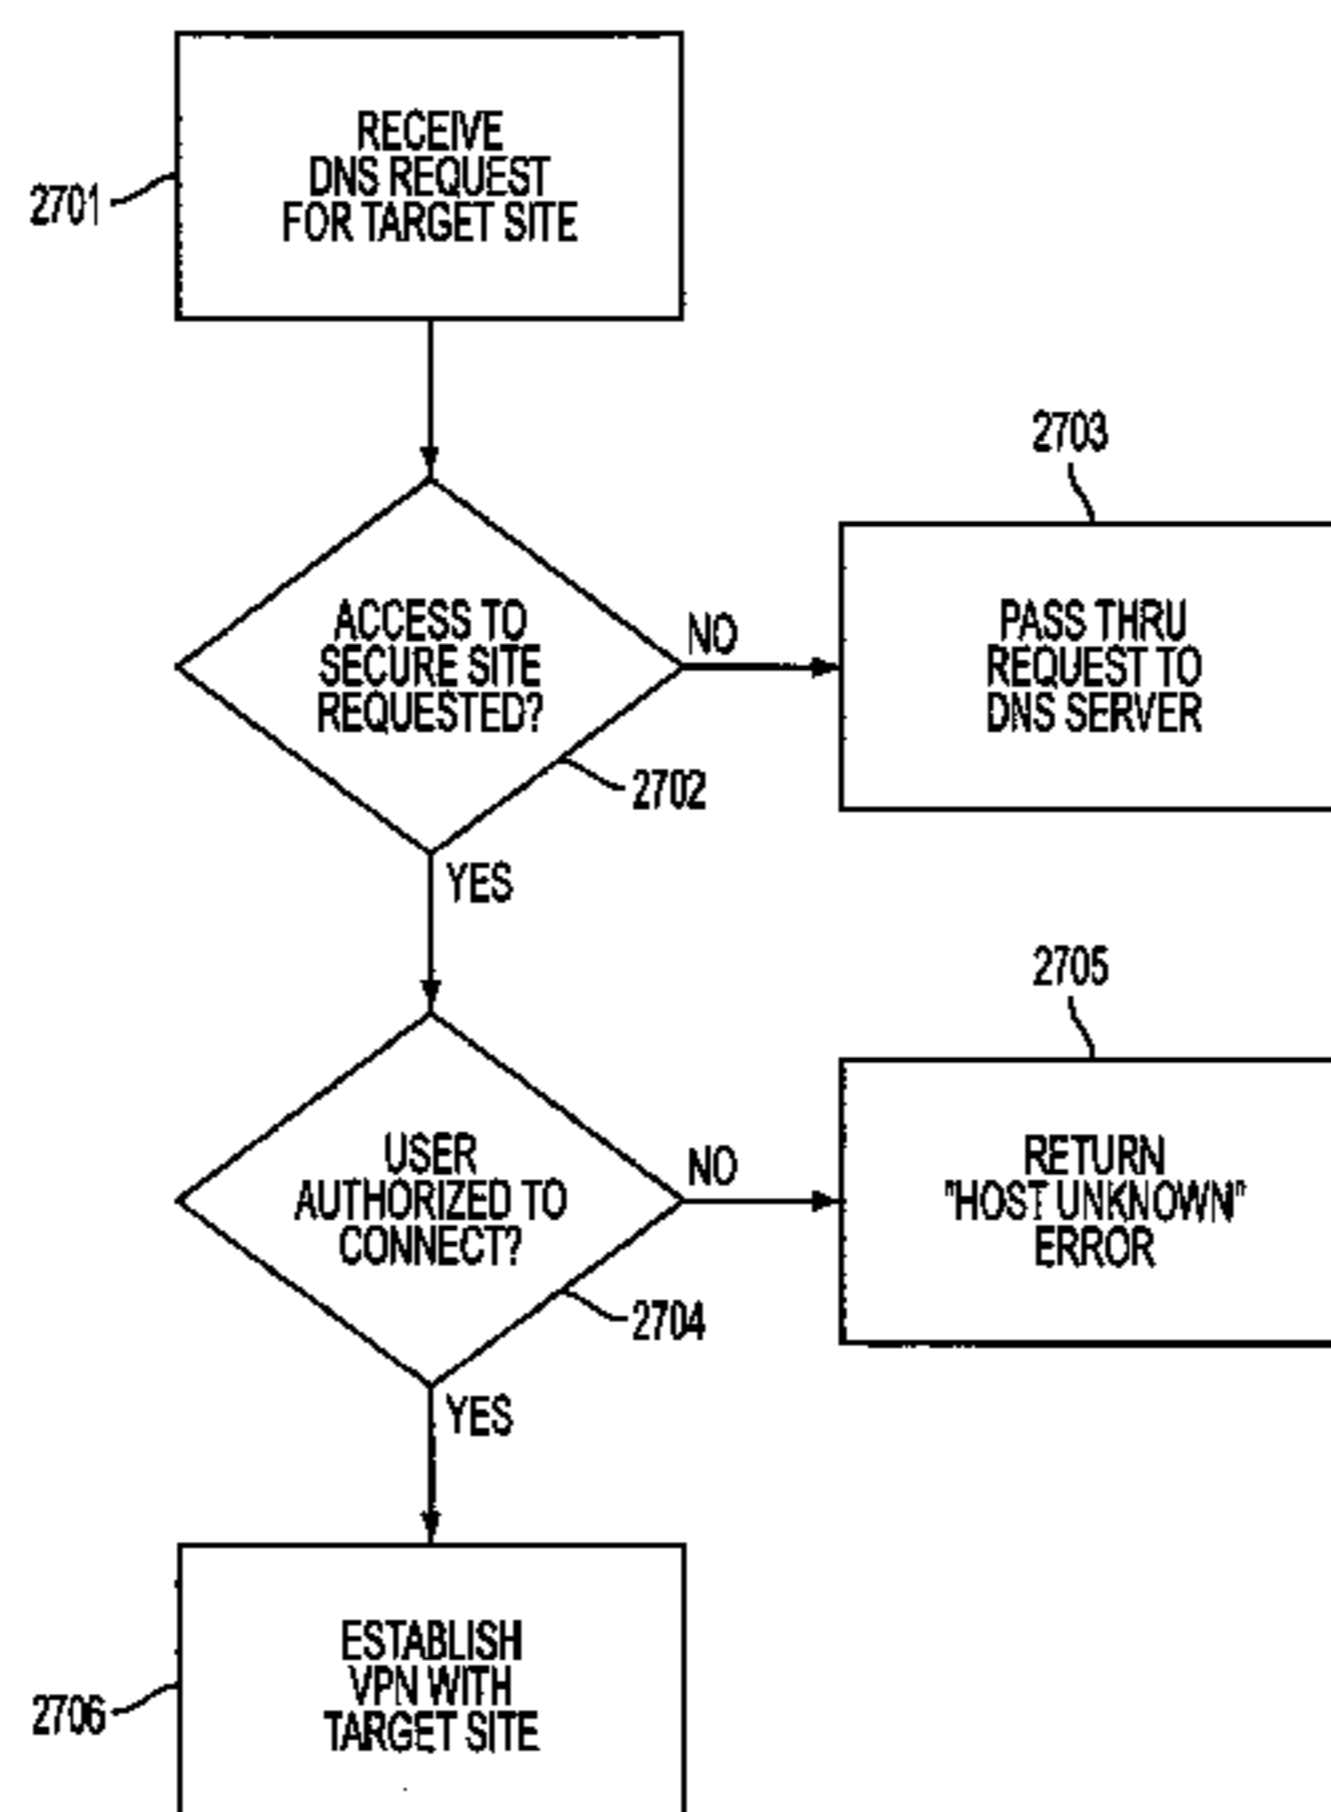 RECEIVE
DNS REQUEST
FOR TARGET SITE
2701
2703
ACCESS TO
SECURE SITE
REQUESTED?
NO
PASS THRU
REQUEST TO
DNS SERVER
2702
YES
2705
USER
AUTHORIZED TO
CONNECT?
NO
RETURN
"HOST UNKNOWN"
ERROR
2704
YES
ESTABLISH
VPN WITH
TARGET SITE
2706